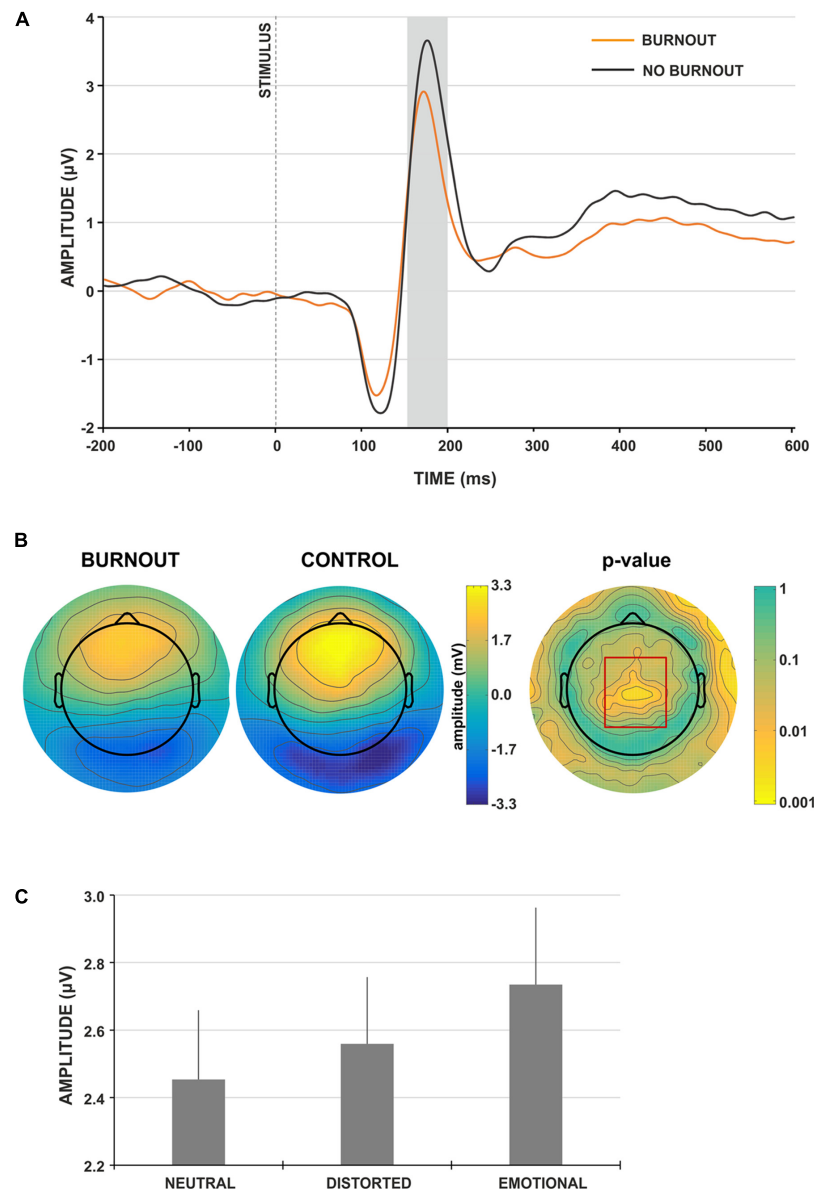 A
4
3
2
1
0
-1
-2
AMPLITUDE (μV)
STIMULUS
BURNOUT
NO BURNOUT
-200 -100 0 100 200 300 400 500 600
TIME (ms)
B
BURNOUT CONTROL p-value
3.3
1.7
0.0
-1.7
-3.3
amplitude (mV)
1
0.1
0.01
0.001
C
3.0
2.8
2.6
2.4
2.2
AMPLITUDE (μV)
NEUTRAL DISTORTED EMOTIONAL